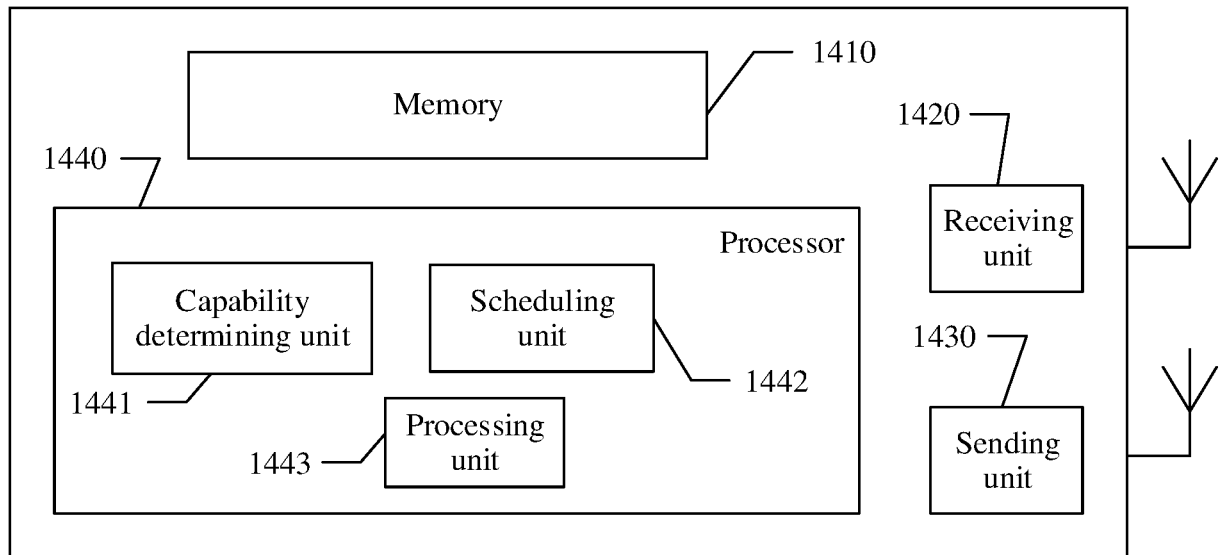 1410
Memory
1420
1440
Receiving
unit
Processor
Capability
determining unit
Scheduling
unit
1430
1442
1441
Processing
unit
1443
Sending
unit